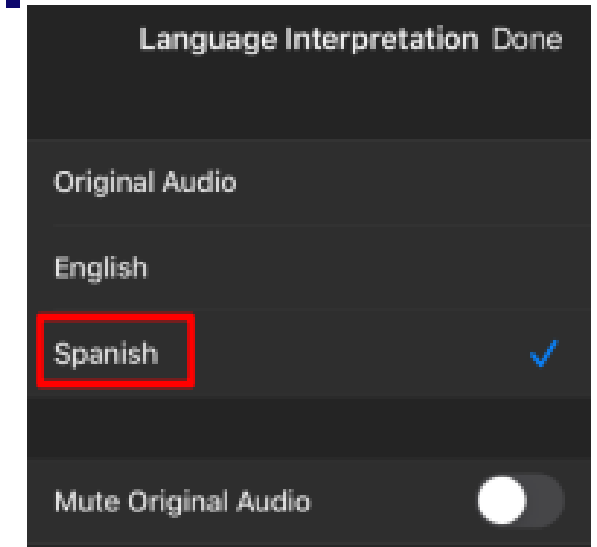 Language Interpretation Done
Original Audio
English
Spanish
Mute Original Audio